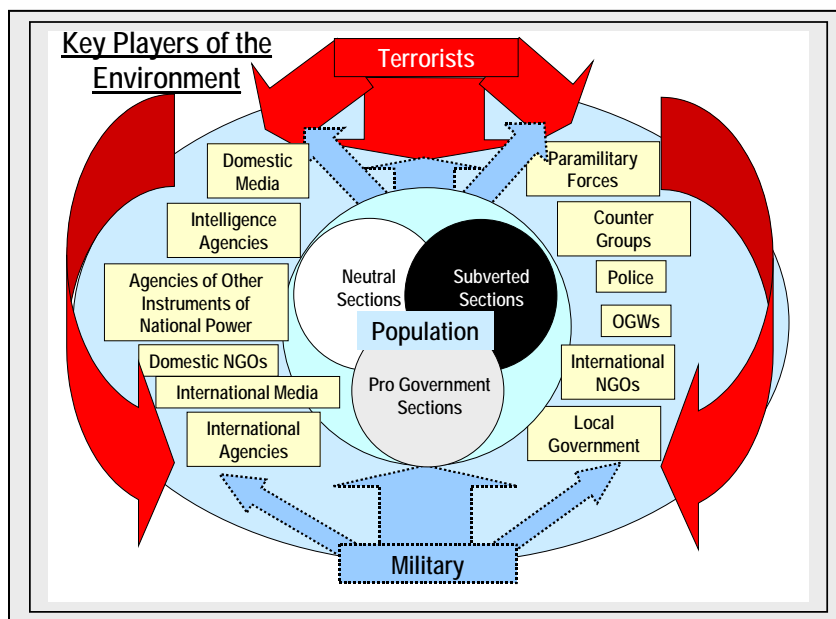 Key Players of the
Environment
Terrorists
Domestic
Media
Intelligence
Agencies
Agencies of Other
Instruments of
National Power
Domestic NGOs
International Media
International
Agencies
Neutral
Sections
Subverted
Sections
Population
Pro Government
Sections
Paramilitary
Forces
Counter
Groups
Police
OGWs
International
NGOs
Local
Government
Military